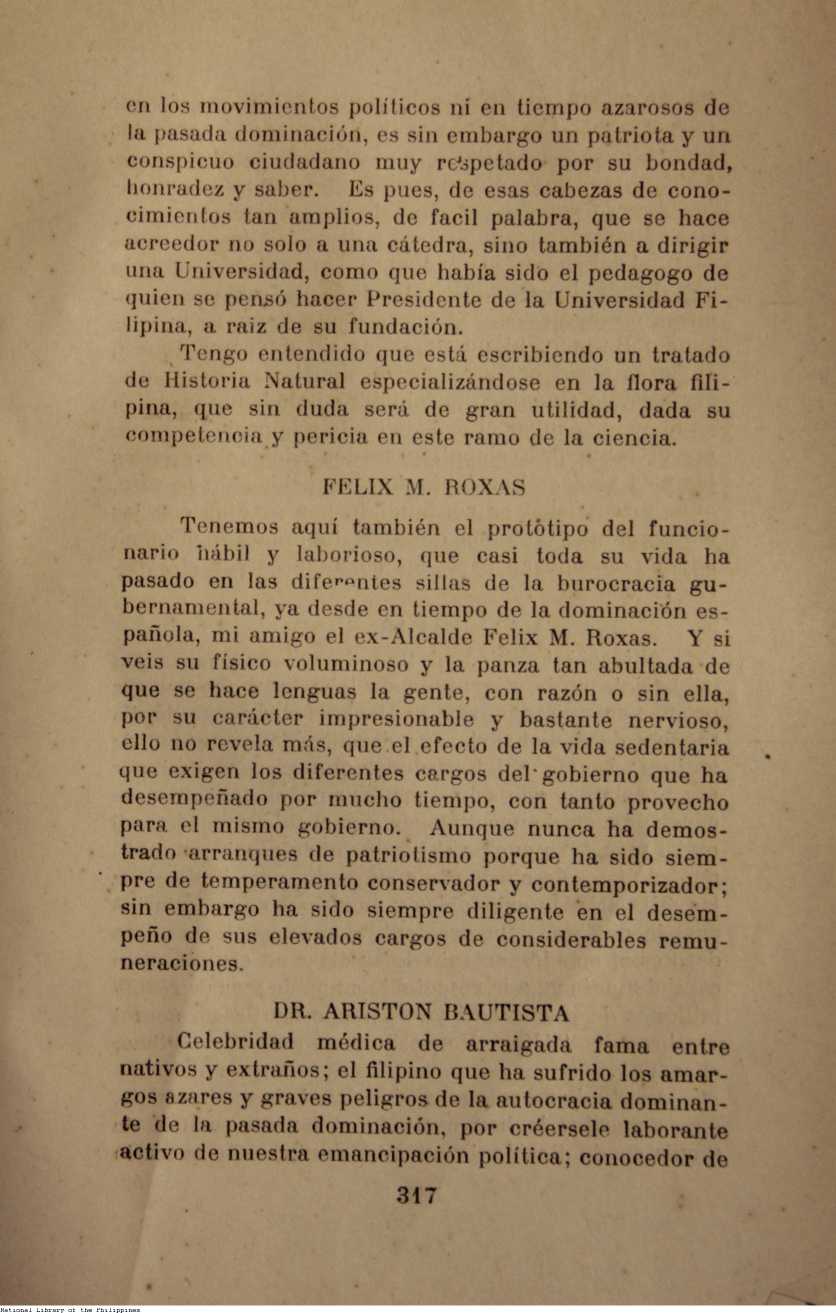 en los movimientos políticos ni en tiempo azarosos de
la pasada dominación, es sin embargo un patriota y un
conspicuo ciudadano muy respetado por su bondad,
honradez y saber. Es pues, de esas cabezas de cono-
cimientos tan amplios, de facil palabra, que se hace
acreedor no solo a una cátedra, sino también a dirigir
una Universidad, como que había sido el pedagogo de
quien se pensó hacer Presidente de la Universidad Fi-
lipina, a raiz de su fundación.
Tengo entendido que está escribiendo un tratado
de Historia Natural especializándose en la flora fili-
pina, que sin duda será de gran utilidad, dada su
competencia y pericia en este ramo de la ciencia.
FELIX M. ROXAS
Tenemos aquí también el protótipo del funcio-
nario hábil y laborioso, que casi toda su vida ha
pasado en las diferentes sillas de la burocracia gu-
bernamental, ya desde en tiempo de la dominación es-
pañola, mi amigo el ex-Alcalde Felix M. Roxas. Y si
veis su físico voluminoso y la panza tan abultada de
que se hace lenguas la gente, con razón o sin ella,
por su carácter impresionable y bastante nervioso,
ello no revela más, que el efecto de la vida sedentaria
que exigen los diferentes cargos del gobierno que ha
desempeñado por mucho tiempo, con tanto provecho
para el mismo gobierno. Aunque nunca ha demos-
trado arranques de patriotismo porque ha sido siem-
pre de temperamento conservador y contemporizador;
sin embargo ha sido siempre diligente en el desem-
peño de sus elevados cargos de considerables remu-
neraciones.
DR. ARISTON BAUTISTA
Celebridad médica de arraigada fama entre
nativos y extraños; el filipino que ha sufrido los amar-
gos azares y graves peligros de la autocracia dominan-
te de la pasada dominación, por créersele laborante
activo de nuestra emancipación política; conocedor de
317
National Library of the Philippines